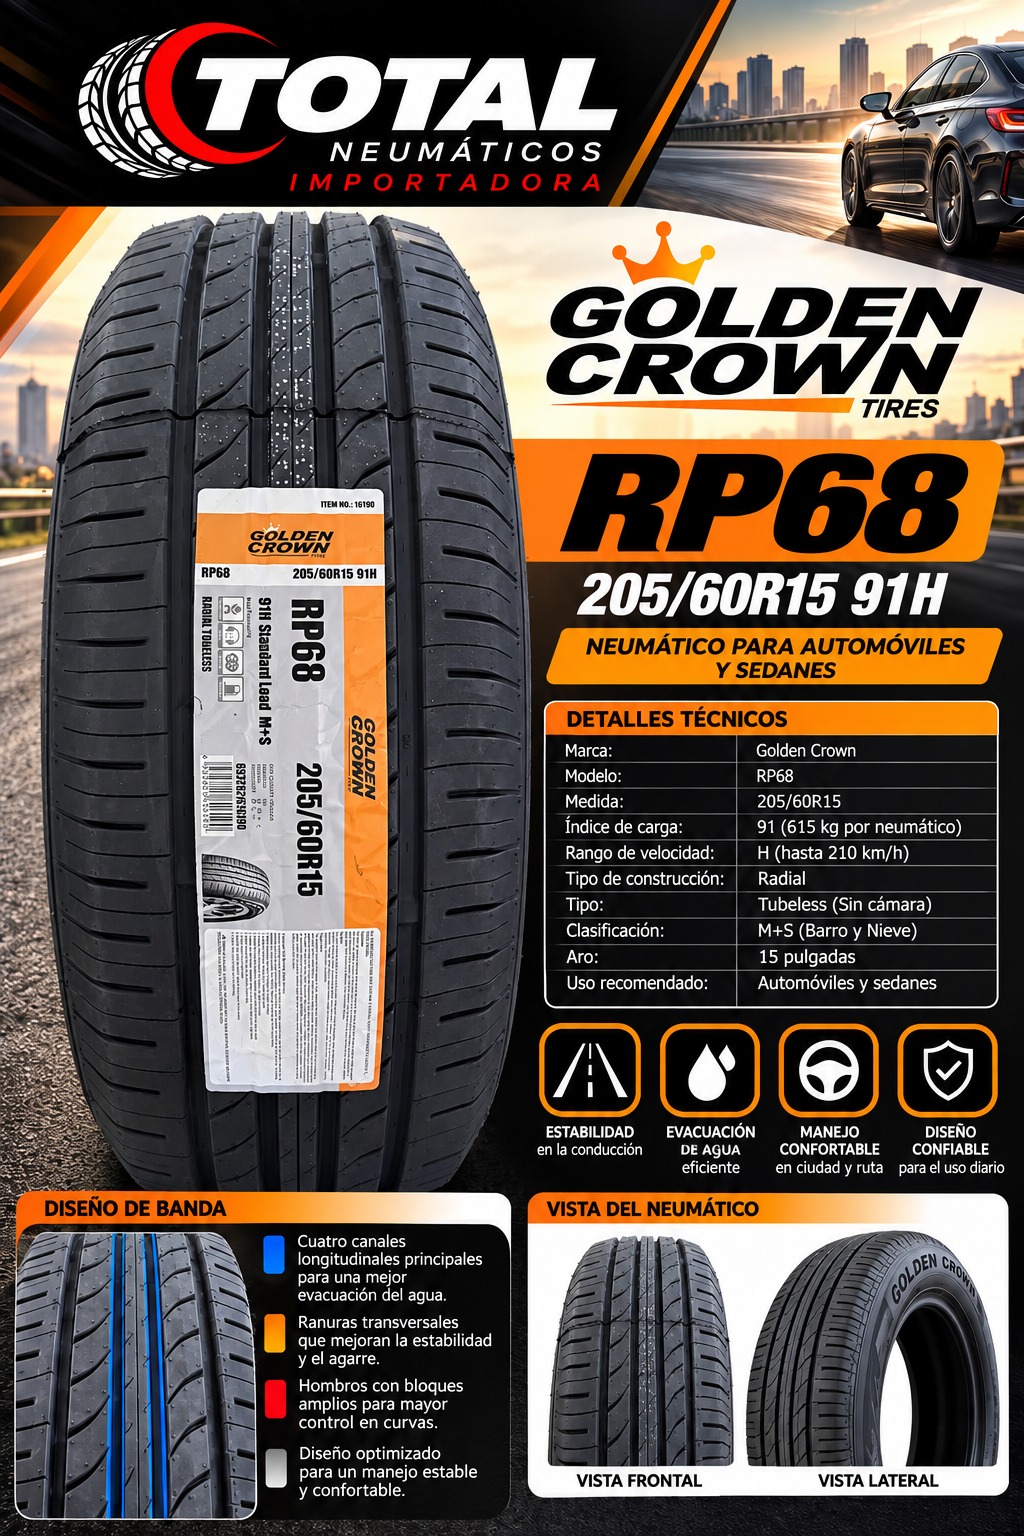 TOTAL
NEUMÁTICOS
IMPORTADORA
GOLDEN
CROWN
TIRES
RP68
205/60R15 91H
NEUMÁTICO PARA AUTOMÓVILES
Y SEDANES
ITEM NO.: 16190
GOLDEN
CROWN
RP68 205/60R15 91H
RP68 205/60R15
91H Standard Load M+S
RADIAL TUBELESS
GOLDEN
CROWN
DETALLES TÉCNICOS
Marca: Golden Crown
Modelo: RP68
Medida: 205/60R15
Índice de carga: 91 (615 kg por neumático)
Rango de velocidad: H (hasta 210 km/h)
Tipo de construcción: Radial
Tipo: Tubeless (Sin cámara)
Clasificación: M+S (Barro y Nieve)
Aro: 15 pulgadas
Uso recomendado: Automóviles y sedanes
ESTABILIDAD
en la conducción
EVACUACIÓN
DE AGUA
eficiente
MANEJO
CONFORTABLE
en ciudad y ruta
DISEÑO
CONFIABLE
para el uso diario
DISEÑO DE BANDA
Cuatro canales
longitudinales principales
para una mejor
evacuación del agua.
Ranuras transversales
que mejoran la estabilidad
y el agarre.
Hombros con bloques
amplios para mayor
control en curvas.
Diseño optimizado
para un manejo estable
y confortable.
VISTA DEL NEUMÁTICO
GOLDEN CROWN
VISTA FRONTAL
VISTA LATERAL